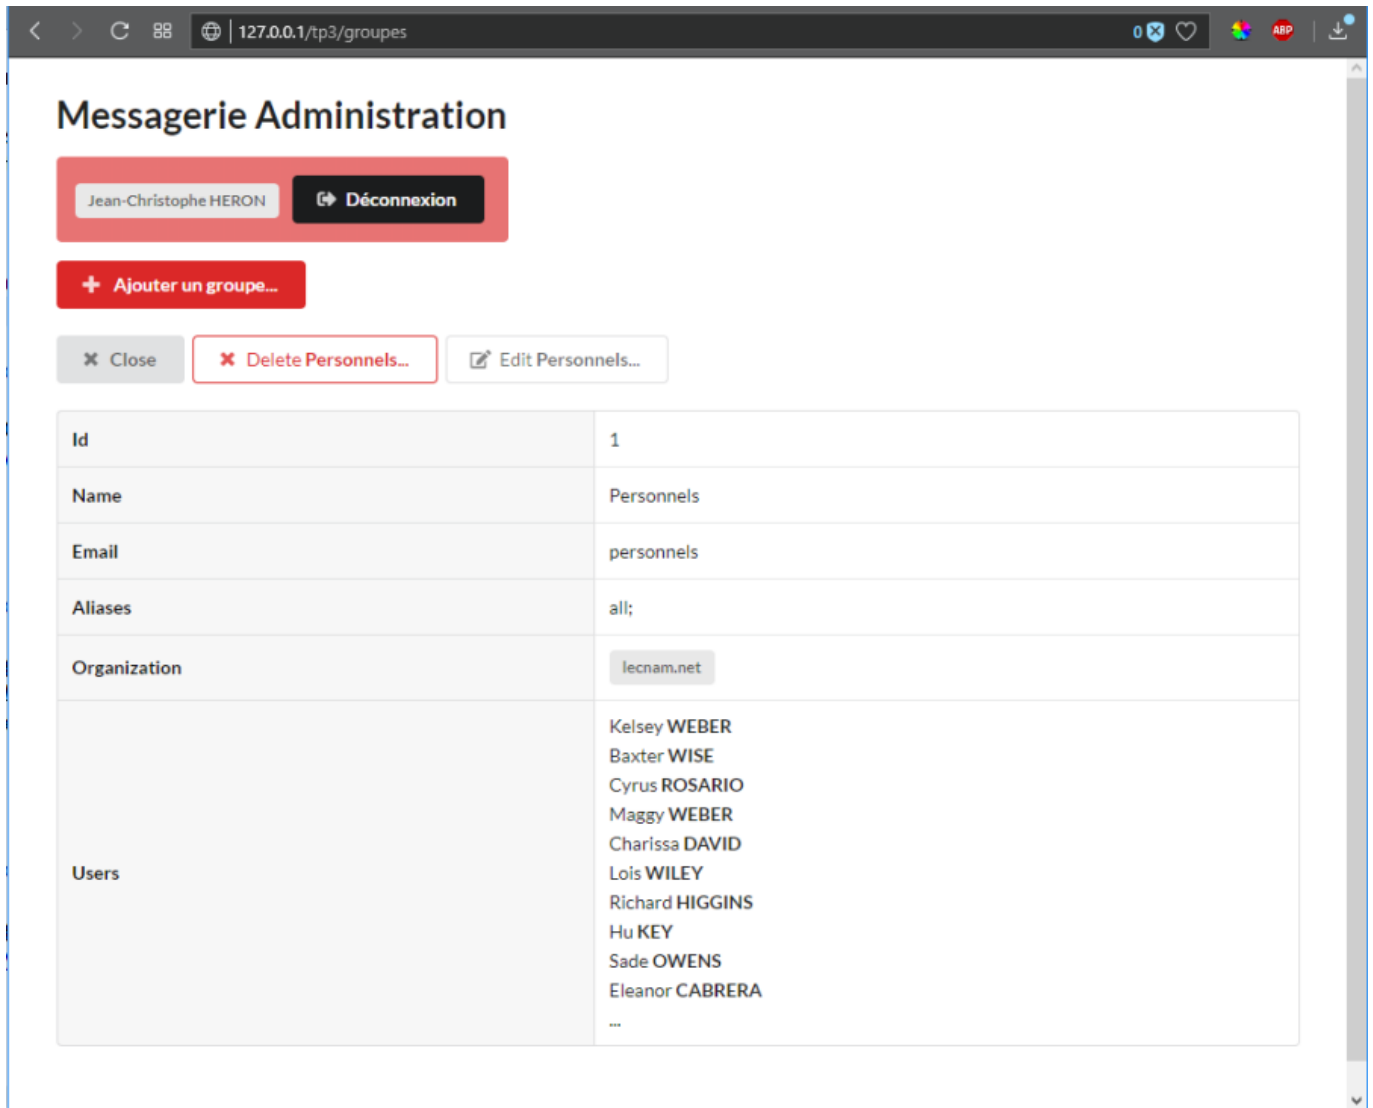 127.0.0.1/tp3/groupes 0 ABP
Messagerie Administration
Jean-Christophe HERON Déconnexion
Ajouter un groupe...
Close Delete Personnels... Edit Personnels...
Id 1
Name Personnels
Email personnels
Aliases all;
Organization lecnam.net
Kelsey WEBER
Baxter WISE
Cyrus ROSARIO
Maggy WEBER
Charissa DAVID
Users Lois WILEY
Richard HIGGINS
Hu KEY
Sade OWENS
Eleanor CABRERA
...